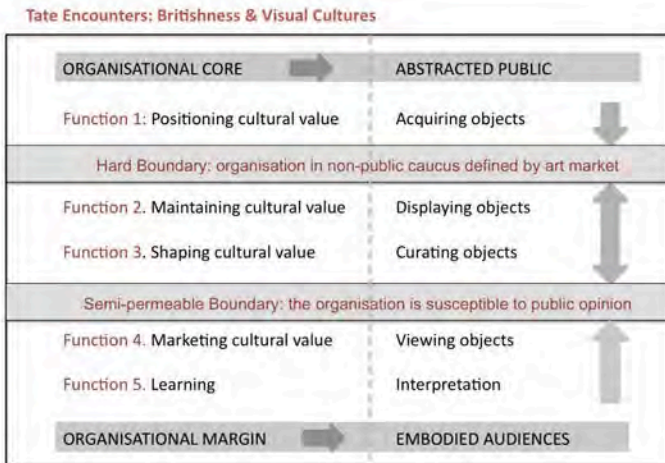 Tate Encounters: Britishness & Visual Cultures
ORGANISATIONAL CORE ABSTRACTED PUBLIC
Function 1: Positioning cultural value Acquiring objects
Hard Boundary: organisation in non-public caucus defined by art market
Function 2. Maintaining cultural value Displaying objects
Function 3. Shaping cultural value Curating objects
Semi-permeable Boundary: the organisation is susceptible to public opinion
Function 4. Marketing cultural value Viewing objects
Function 5. Learning Interpretation
ORGANISATIONAL MARGIN EMBODIED AUDIENCES